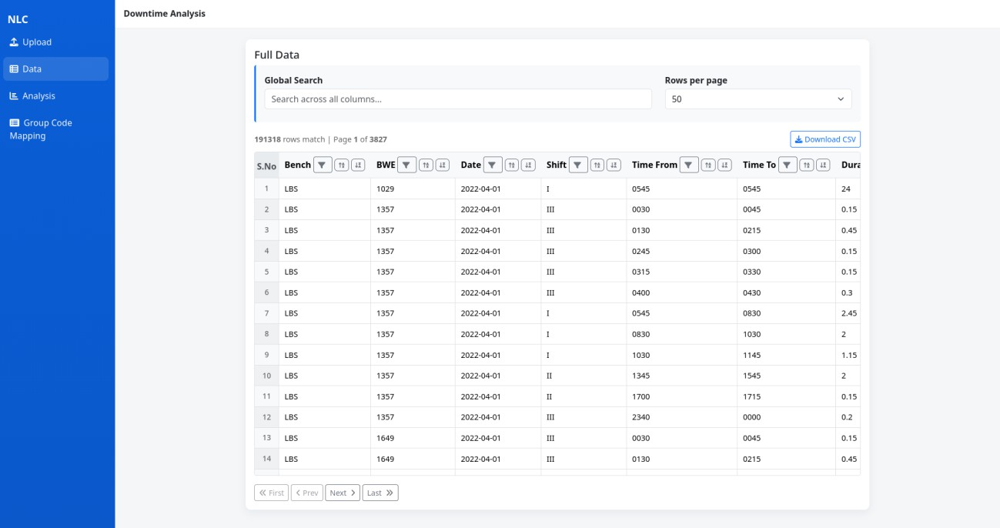 NLC
Upload
Data
Analysis
Group Code
Mapping
Downtime Analysis
Full Data
Global Search
Rows per page
Search across all columns...
50
191318 rows match | Page 1 of 3827
Download CSV
S.No Bench BWE Date Shift Time From Time To Dura
1 LBS 1029 2022-04-01 I 0545 0545 24
2 LBS 1357 2022-04-01 III 0030 0045 0.15
3 LBS 1357 2022-04-01 III 0130 0215 0.45
4 LBS 1357 2022-04-01 III 0245 0300 0.15
5 LBS 1357 2022-04-01 III 0315 0330 0.15
6 LBS 1357 2022-04-01 III 0400 0430 0.3
7 LBS 1357 2022-04-01 I 0545 0830 2.45
8 LBS 1357 2022-04-01 I 0830 1030 2
9 LBS 1357 2022-04-01 I 1030 1145 1.15
10 LBS 1357 2022-04-01 II 1345 1545 2
11 LBS 1357 2022-04-01 II 1700 1715 0.15
12 LBS 1357 2022-04-01 III 2340 0000 0.2
13 LBS 1649 2022-04-01 III 0030 0045 0.15
14 LBS 1649 2022-04-01 III 0130 0215 0.45
First Prev Next Last